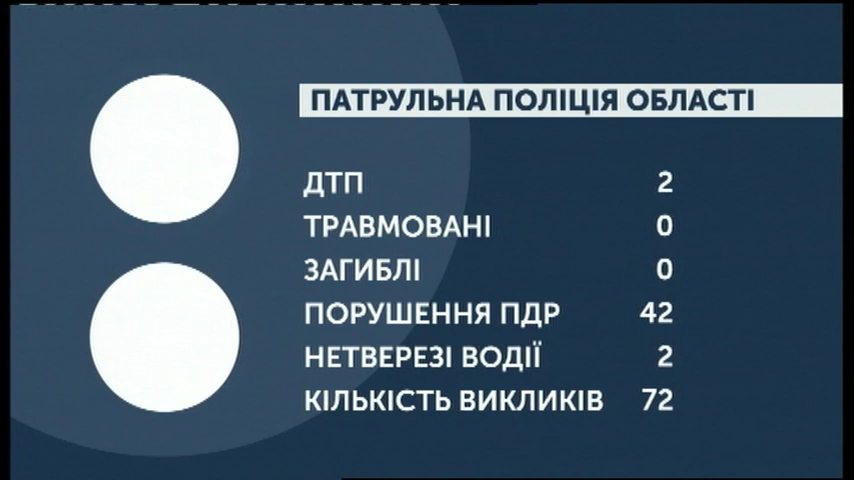 ПАТРУЛЬНА ПОЛІЦІЯ ОБЛАСТІ
ДТП 2
ТРАВМОВАНІ 0
ЗАГИБЛІ 0
ПОРУШЕННЯ ПДР 42
НЕТВЕРЕЗІ ВОДІЇ 2
КІЛЬКІСТЬ ВИКЛИКІВ 72